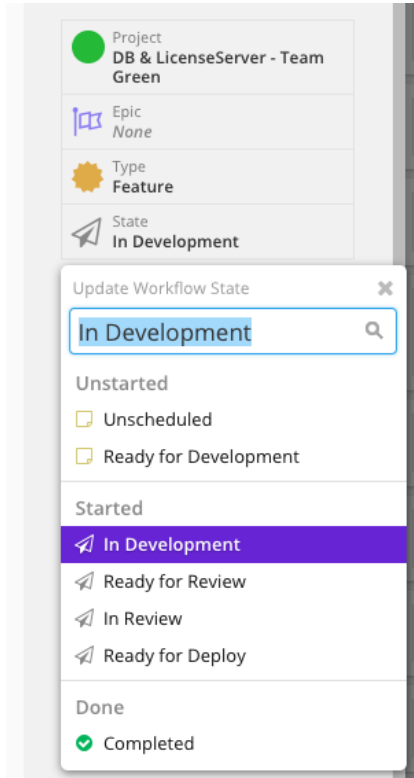 Project
DB & LicenseServer - Team
Green
Epic
None
Type
Feature
State
In Development
Update Workflow State
In Development
Unstarted
Unscheduled
Ready for Development
Started
In Development
Ready for Review
In Review
Ready for Deploy
Done
Completed